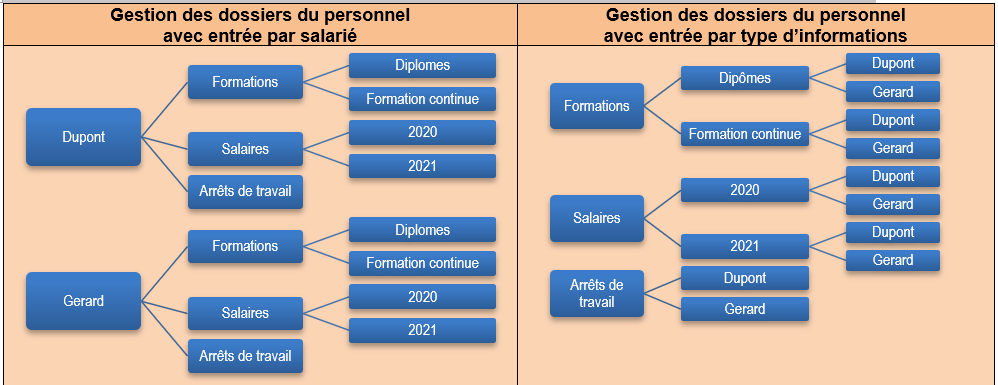 Gestion des dossiers du personnel
avec entrée par salarié
Dupont
Formations
Diplomes
Formation continue
Salaires
2020
2021
Arrêts de travail
Gerard
Formations
Diplomes
Formation continue
Salaires
2020
2021
Arrêts de travail
Gestion des dossiers du personnel
avec entrée par type d’informations
Formations
Dipômes
Dupont
Gerard
Formation continue
Dupont
Gerard
Salaires
2020
Dupont
Gerard
2021
Dupont
Gerard
Arrêts de
travail
Dupont
Gerard